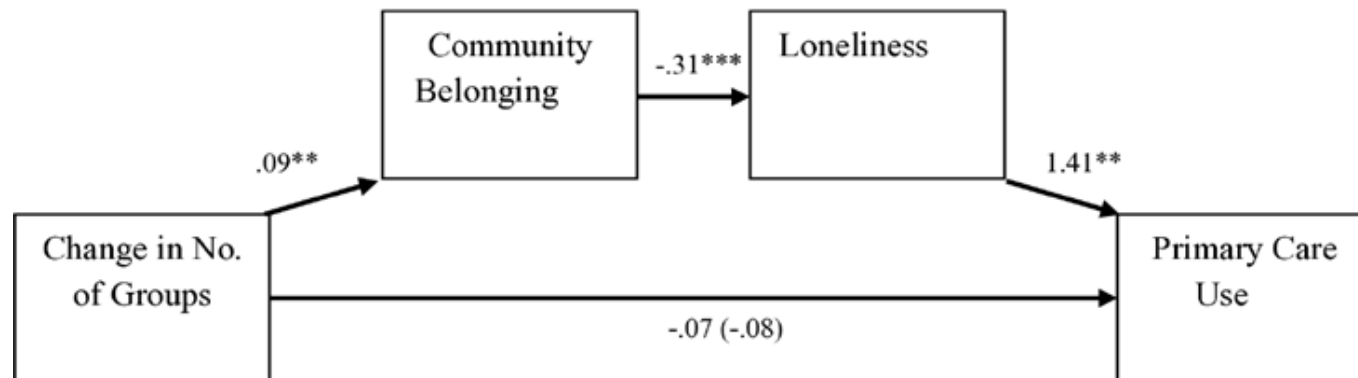 Community
Belonging
-.31***
Loneliness
.09**
1.41**
Change in No.
of Groups
Primary Care
Use
-.07 (-.08)